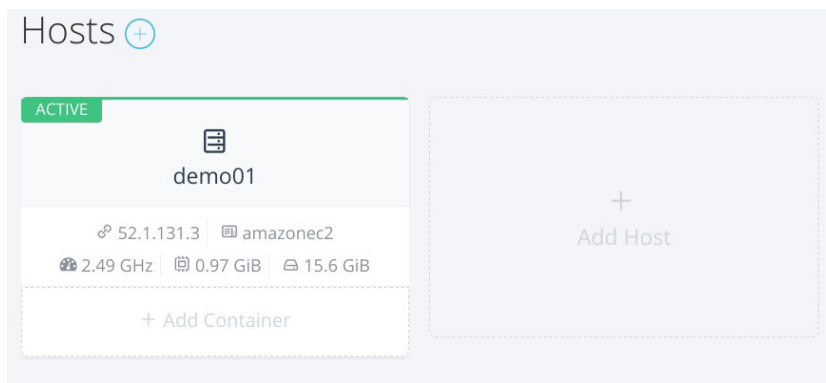 Hosts
ACTIVE
demo01
52.1.131.3 amazonec2
2.49 GHz 0.97 GiB 15.6 GiB
+ Add Container
+
Add Host